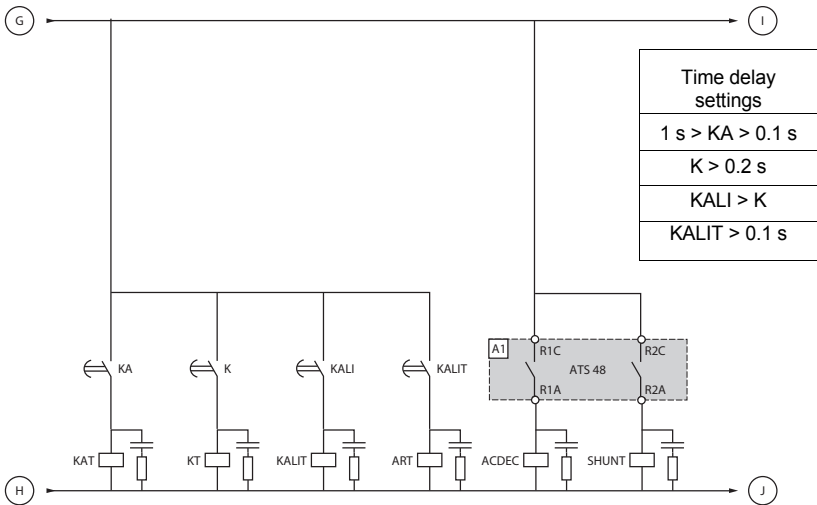 G
I
Time delay
settings
1 s > KA > 0.1 s
K > 0.2 s
KALI > K
KALIT > 0.1 s
A1 R1C R2C
KA K KALI KALIT ATS 48
R1A R2A
KAT KT KALIT ART ACDEC SHUNT
H
J